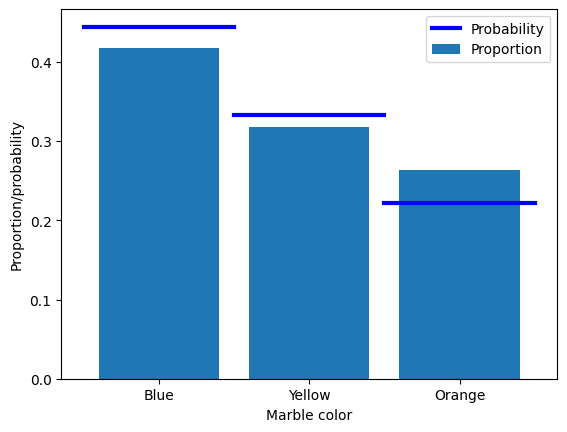 Probability
Proportion
0.4
0.3
0.2
0.1
0.0
Proportion/probability
Blue Yellow Orange
Marble color